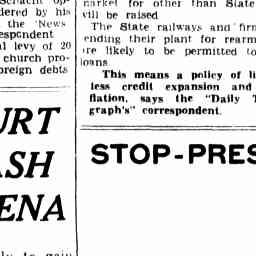 Schacht op-
dered by his
the 'News
espondent
al levy of 20
church pro-
oreign debts
URT
ASH
ENA
market for other than State
will be raised
The State railways and firm
ending their plant for rearm
are likely to be permitted to
loans.
This means a policy of li
less credit expansion and
flation, says the "Daily T
graph's" correspondent.
STOP-PRES